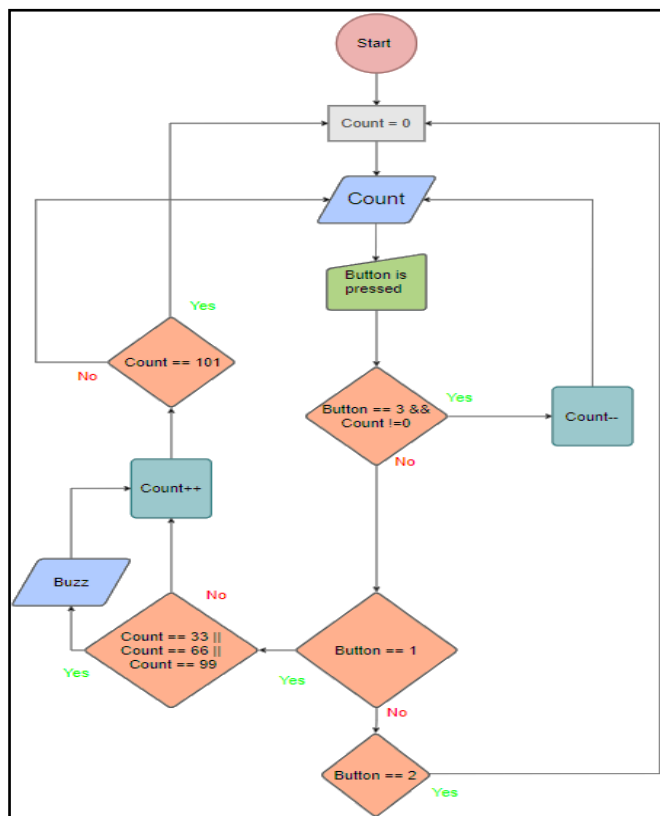 Start
Count = 0
Count
Button is
pressed
Yes
Count == 101
No
Button == 3 &&
Count !=0
Yes
Count--
No
Count++
Buzz
No
Count == 33 ||
Count == 66 ||
Count == 99
Yes
Button == 1
Yes
No
Button == 2
Yes